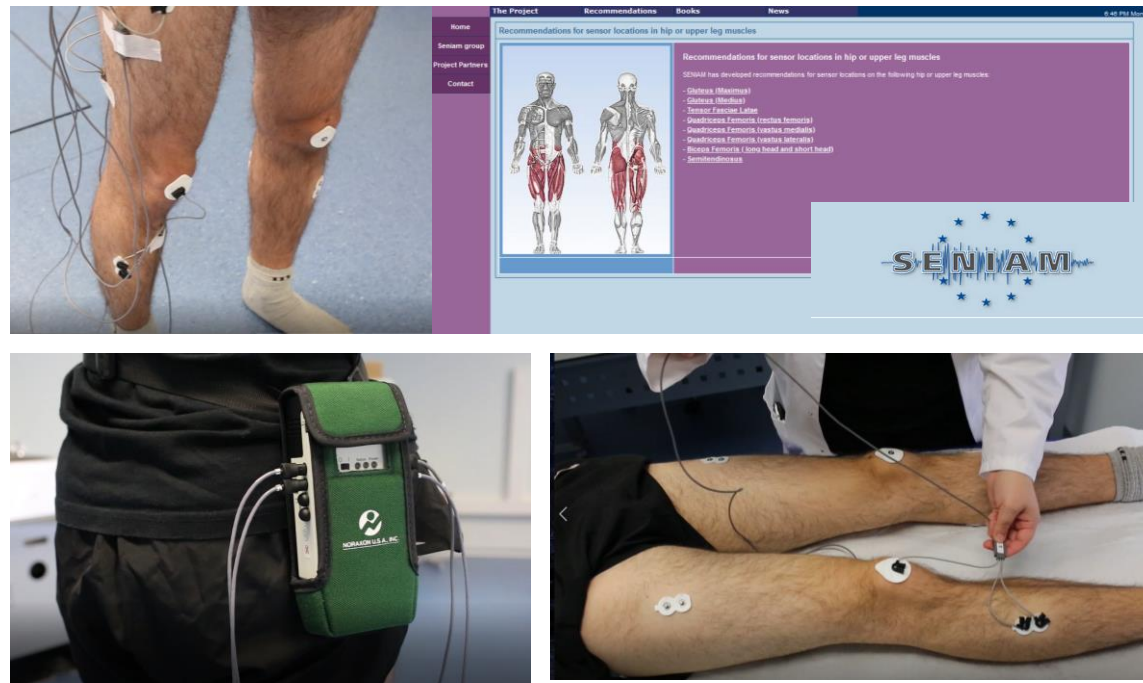 The Project Recommendations Books News
6:48 PM Mon
Home
Seniam group
Project Partners
Contact
Recommendations for sensor locations in hip or upper leg muscles
Recommendations for sensor locations in hip or upper leg muscles
SENIAM has developed recommendations for sensor locations on the following hip or upper leg muscles:
- Gluteus (Maximus)
- Gluteus (Medius)
- Tensor Fasciae Latae
- Quadriceps Femoris (rectus femoris)
- Quadriceps Femoris (vastus medialis)
- Quadriceps Femoris (vastus lateralis)
- Biceps Femoris ( long head and short head)
- Semitendinosus
SENIAM
NORAXON U.S.A., INC.